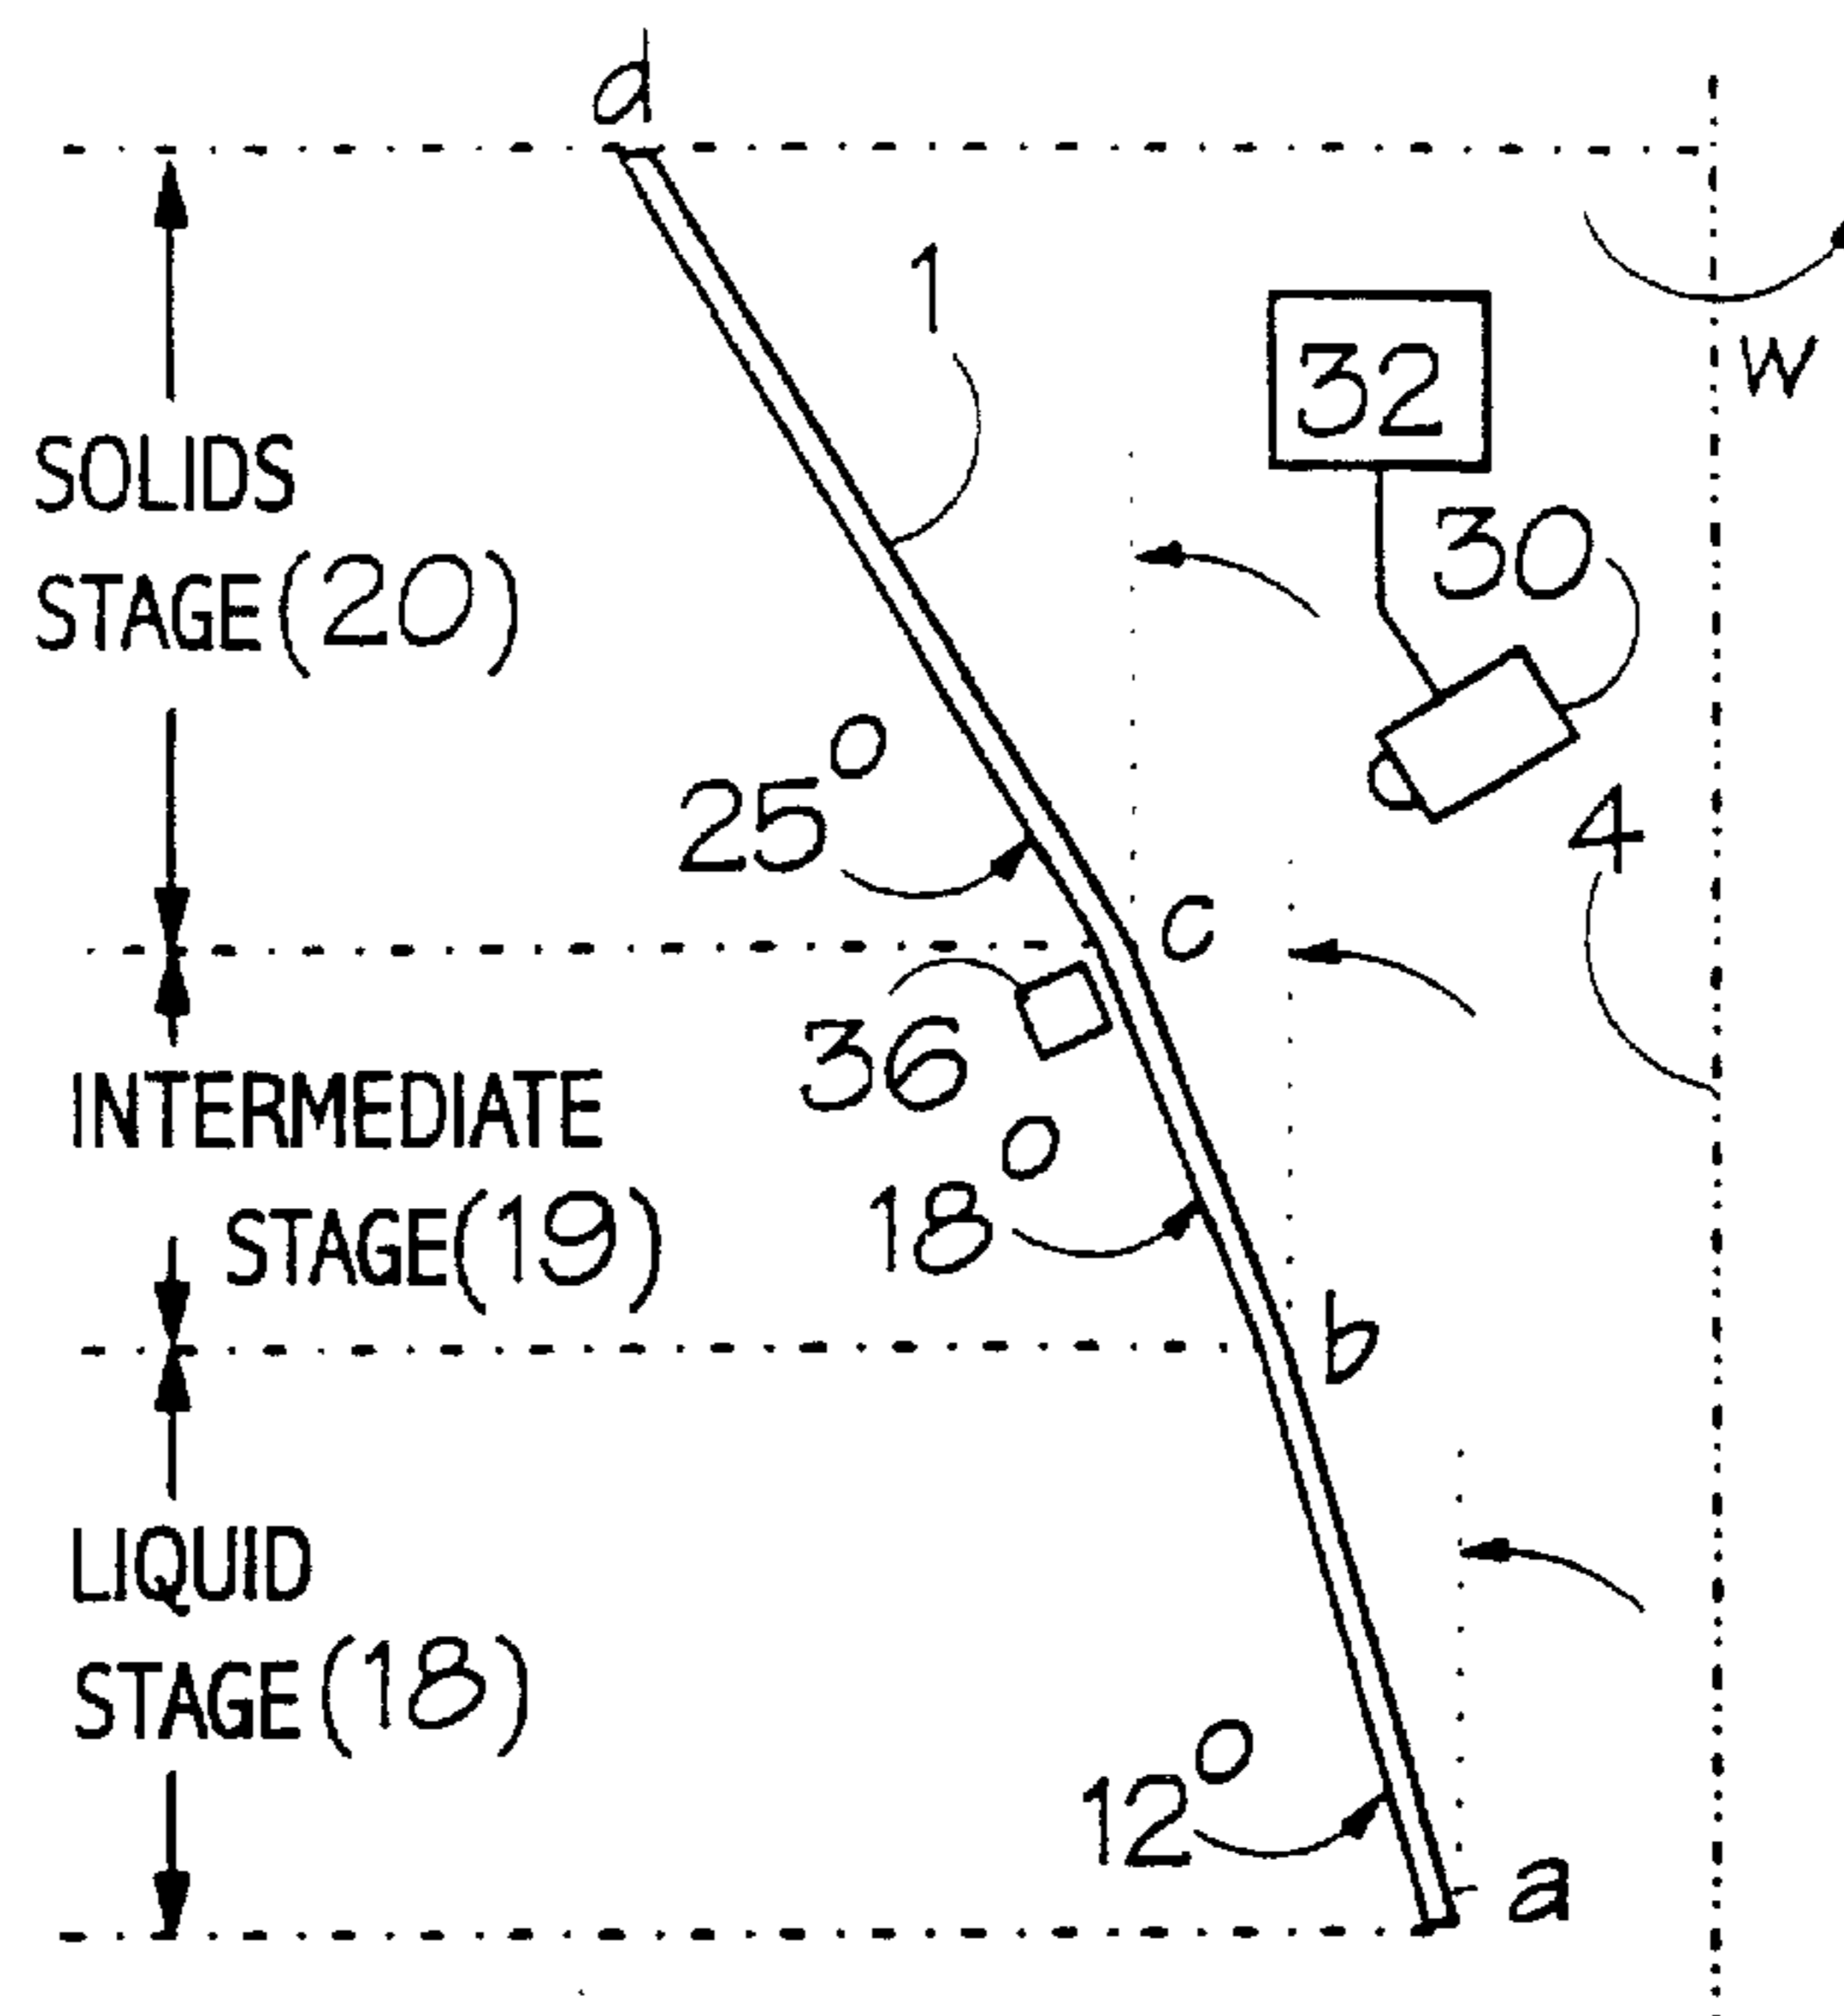 d
1
32
W
SOLIDS
STAGE(20)
30
25°
4
c
36
INTERMEDIATE
STAGE(19)
18°
b
LIQUID
STAGE(18)
12°
a